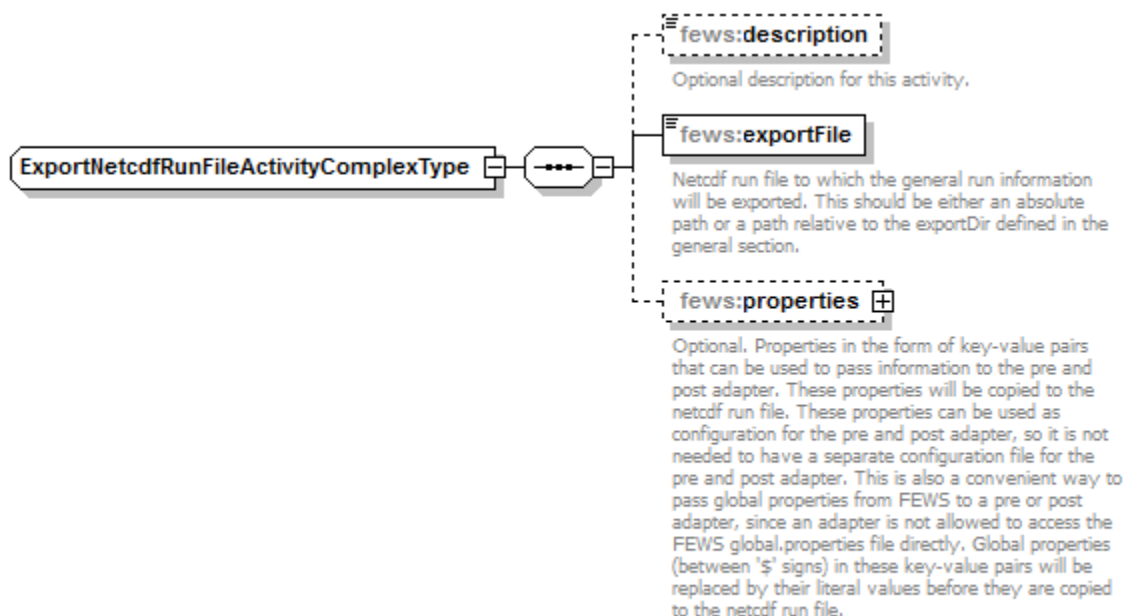 fews:description
Optional description for this activity.
fews:exportFile
ExportNetcdfRunFileActivityComplexType
Netcdf run file to which the general run information
will be exported. This should be either an absolute
path or a path relative to the exportDir defined in the
general section.
fews:properties
Optional. Properties in the form of key-value pairs
that can be used to pass information to the pre and
post adapter. These properties will be copied to the
netcdf run file. These properties can be used as
configuration for the pre and post adapter, so it is not
needed to have a separate configuration file for the
pre and post adapter. This is also a convenient way to
pass global properties from FEWS to a pre or post
adapter, since an adapter is not allowed to access the
FEWS global.properties file directly. Global properties
(between '$' signs) in these key-value pairs will be
replaced by their literal values before they are copied
to the netcdf run file.